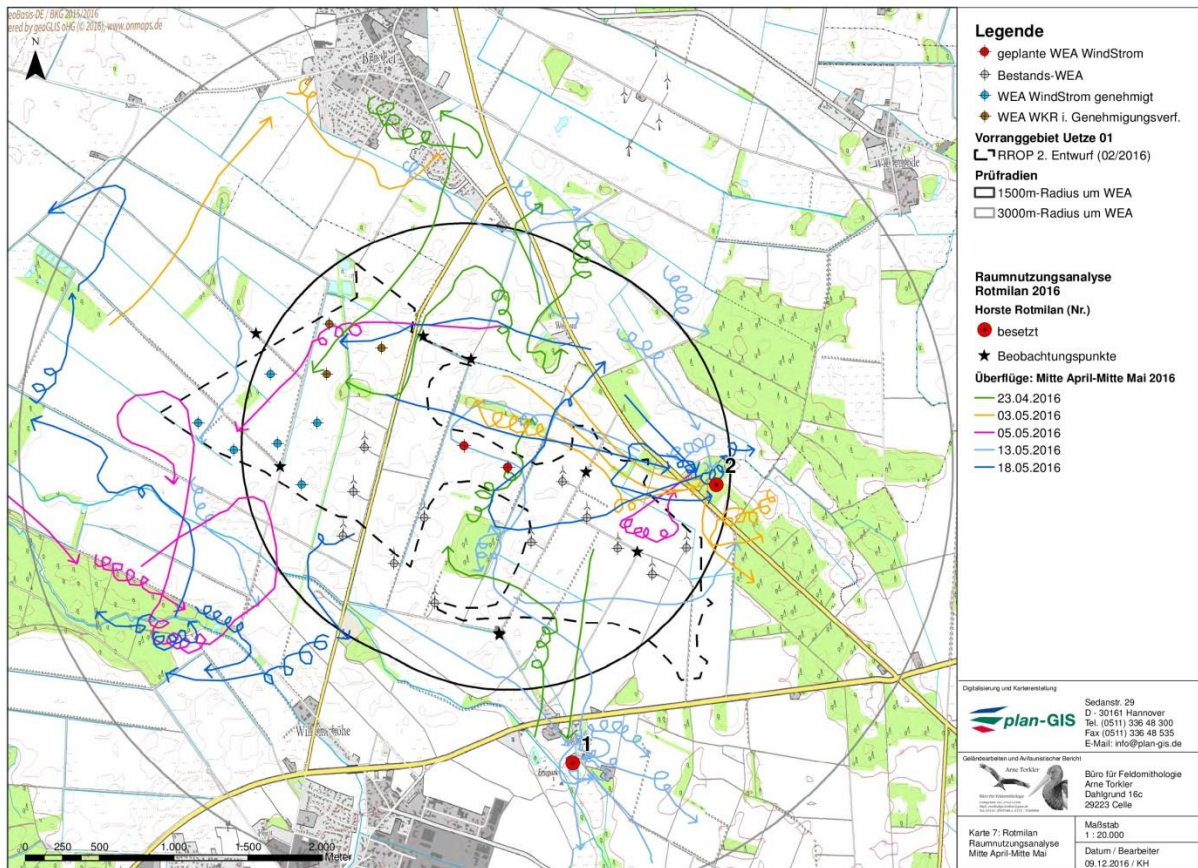 eoBasis-DE / BKG 2015/2016
ered by geoGLIS oHG (© 2016), www.onmaps.de
N
Legende
geplante WEA WindStrom
Bestands-WEA
WEA WindStrom genehmigt
WEA WKR i. Genehmigungsverf.
Vorranggebiet Uetze 01
RROP 2. Entwurf (02/2016)
Prüfradien
1500m-Radius um WEA
3000m-Radius um WEA
Raumnutzungsanalyse
Rotmilan 2016
Horste Rotmilan (Nr.)
besetzt
Beobachtungspunkte
Überflüge: Mitte April-Mitte Mai 2016
23.04.2016
03.05.2016
05.05.2016
13.05.2016
18.05.2016
2
1
0 250 500 1.000 1.500 2.000
Meter
Digitalisierung und Kartenerstellung
plan-GIS
Sedanstr. 29
D - 30161 Hannover
Tel. (0511) 336 48 300
Fax (0511) 336 48 535
E-Mail: info@plan-gis.de
Geländearbeiten und Avifaunistischer Bericht
Arne Torkler
Büro für Feldornithologie
Büro für Feldornithologie
Arne Torkler
Dahlgrund 16c
29223 Celle
Karte 7: Rotmilan
Raumnutzungsanalyse
Mitte April-Mitte Mai
Maßstab
1 : 20.000
Datum / Bearbeiter
09.12.2016 / KH